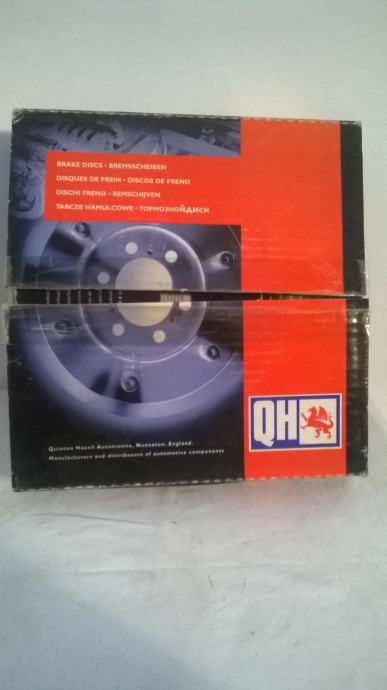 BRAKE DISCS • BREMSSCHEIBEN
DISQUES DE FREIN • DISCOS DE FRENO
DISCHI FRENO • REMSCHIJVEN
TARCZE HAMULCOWE • ТОРМОЗНОЙДИСК
QH
Quinton Hazell Automotive, Nuneaton, England.
Manufacturers and distributors of automotive components